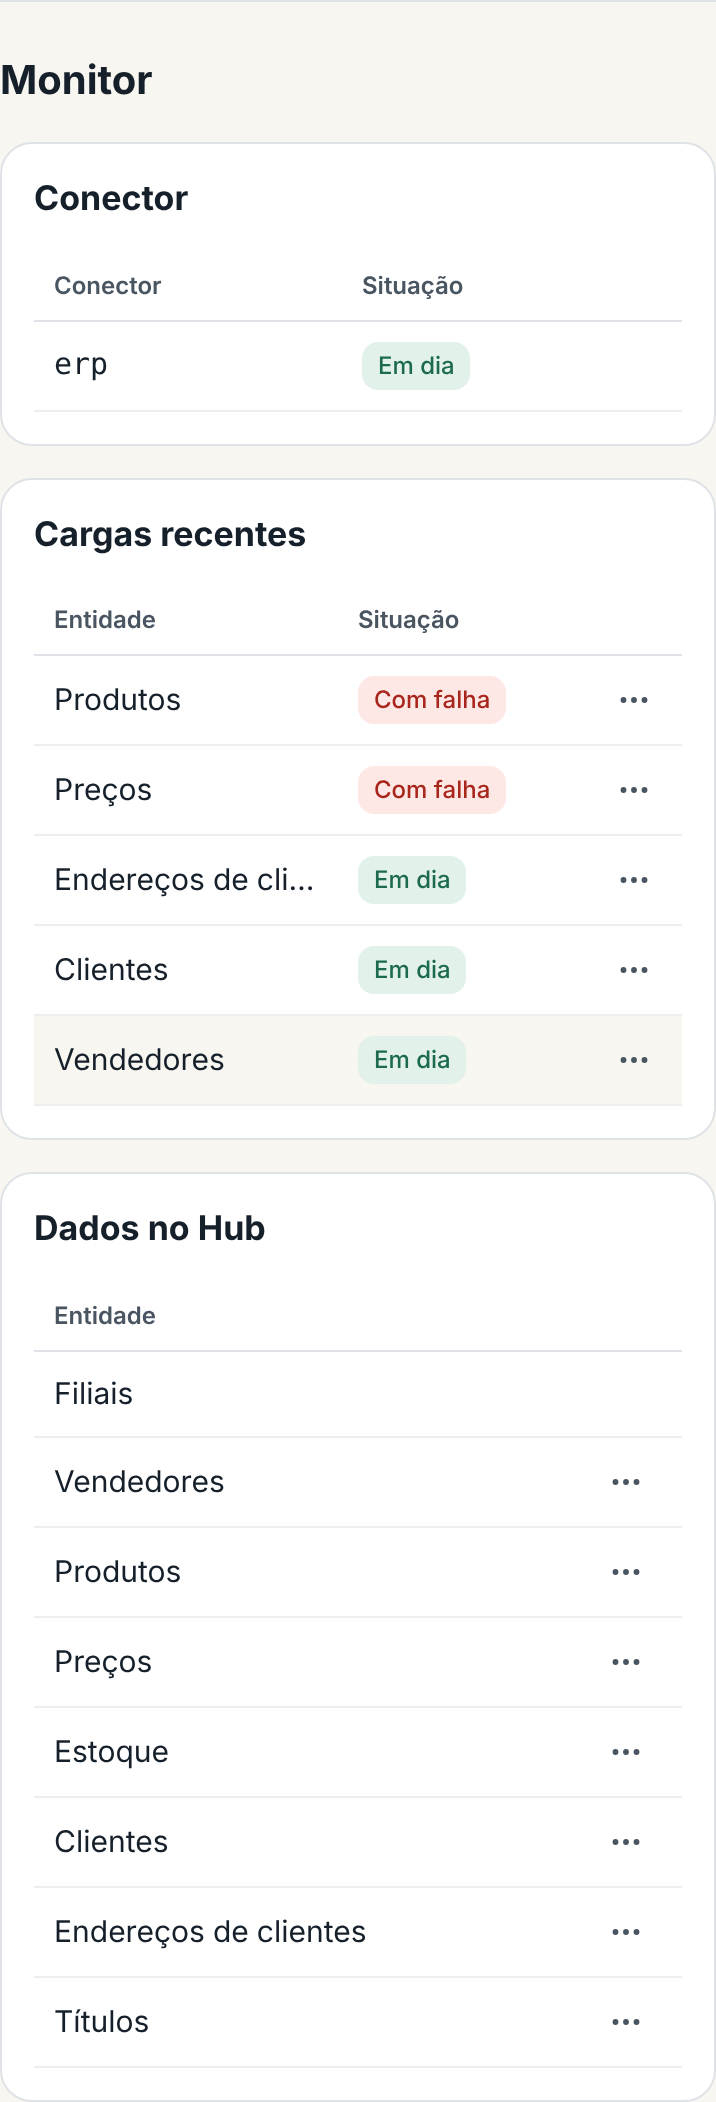 Monitor
Conector
Conector Situação
erp Em dia
Cargas recentes
Entidade Situação
Produtos Com falha
Preços Com falha
Endereços de cli... Em dia
Clientes Em dia
Vendedores Em dia
Dados no Hub
Entidade
Filiais
Vendedores
Produtos
Preços
Estoque
Clientes
Endereços de clientes
Títulos